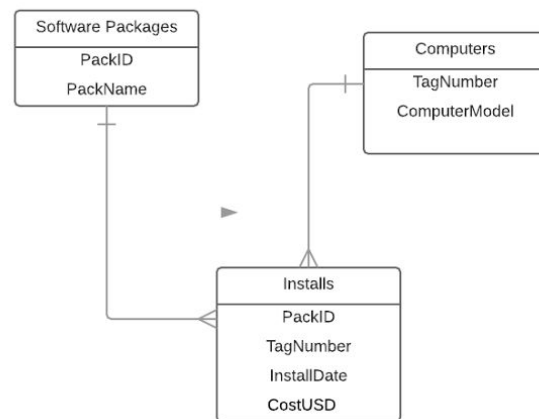 Software Packages
PackID
PackName
Computers
TagNumber
ComputerModel
Installs
PackID
TagNumber
InstallDate
CostUSD